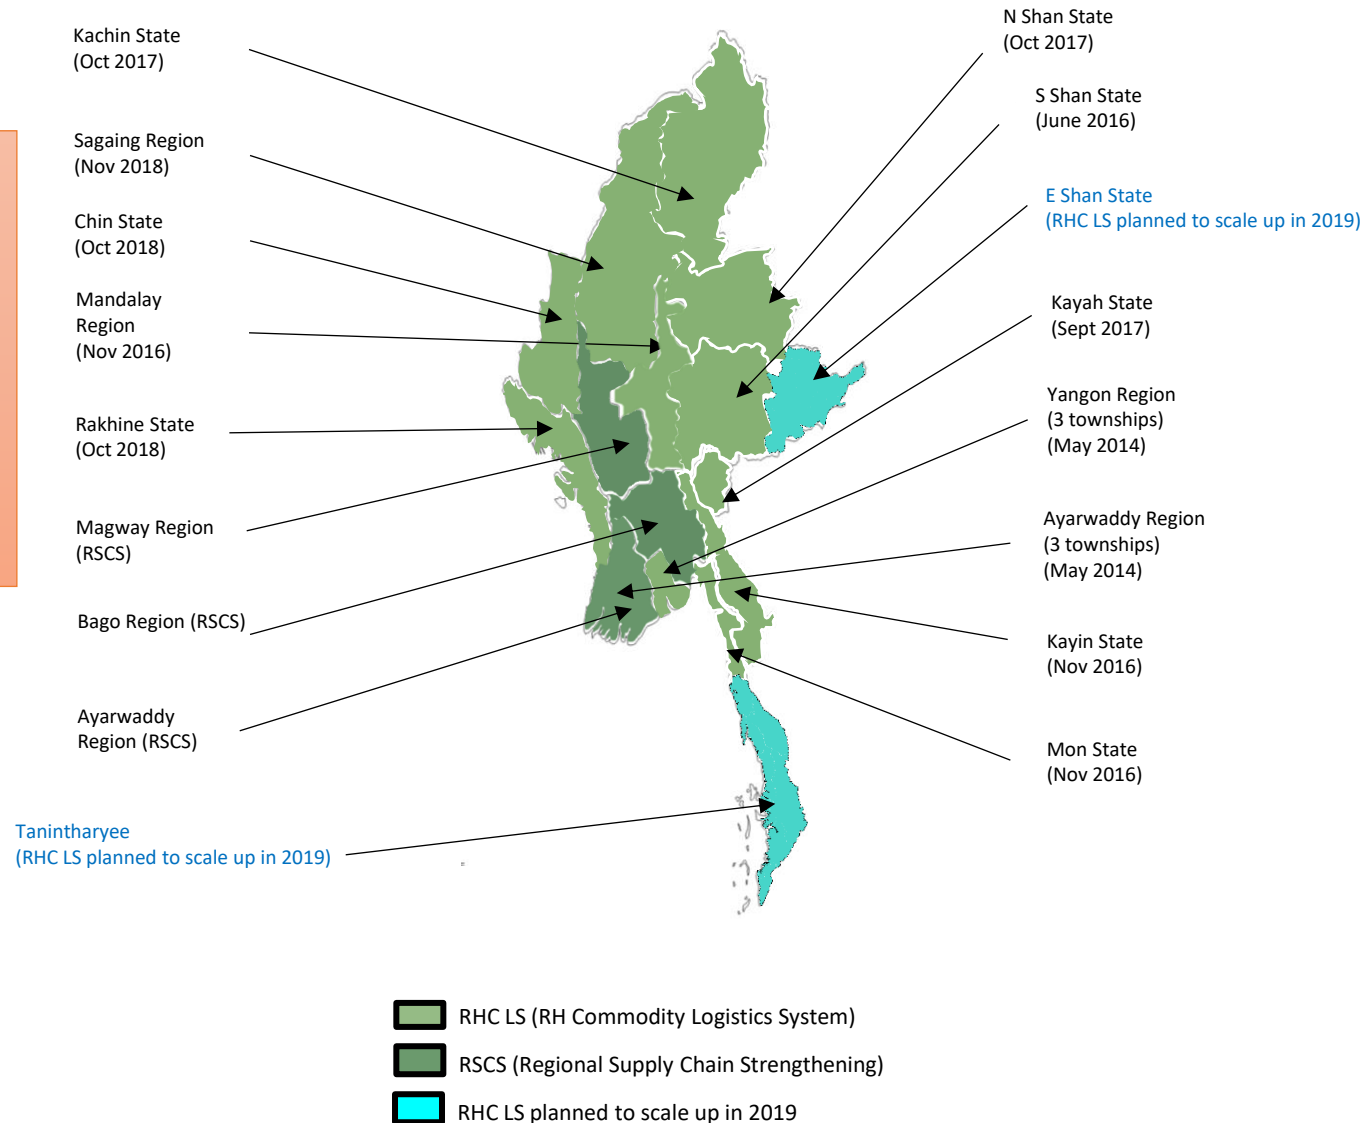 Kachin State
(Oct 2017)
Sagaing Region
(Nov 2018)
Chin State
(Oct 2018)
Mandalay
Region
(Nov 2016)
Rakhine State
(Oct 2018)
Magway Region
(RSCS)
Bago Region (RSCS)
Ayarwaddy
Region (RSCS)
Tanintharyee
(RHC LS planned to scale up in 2019)
N Shan State
(Oct 2017)
S Shan State
(June 2016)
E Shan State
(RHC LS planned to scale up in 2019)
Kayah State
(Sept 2017)
Yangon Region
(3 townships)
(May 2014)
Ayarwaddy Region
(3 townships)
(May 2014)
Kayin State
(Nov 2016)
Mon State
(Nov 2016)
RHC LS (RH Commodity Logistics System)
RSCS (Regional Supply Chain Strengthening)
RHC LS planned to scale up in 2019